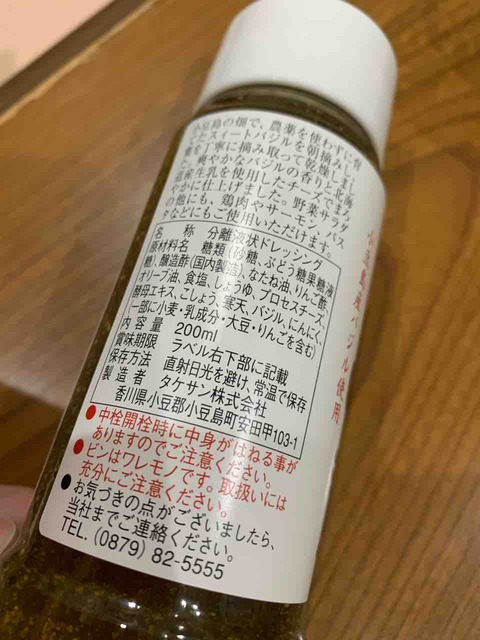 小豆島の畑で、農薬を使わずに育
てたスイートバジルを朝摘みしまし
た。丁寧に摘み取って乾燥した、
爽やかなバジルの香りと、北海
道産生乳を使用したチーズでまろ
やかに仕上げました。野菜サラダ
の他にも、鶏肉やサーモン、パス
タなどにもご使用いただけます。
小豆島産バジル使用
名　　称　分離液状ドレッシング
原材料名　糖類(砂糖、ぶどう糖果糖液
糖)、醸造酢(国内製造)、なたね油、りんご酢、
オリーブ油、食塩、しょうゆ、プロセスチーズ、
酵母エキス、こしょう、寒天、バジル、にんにく、
(一部に小麦・乳成分・大豆・りんごを含む)
内 容 量　200ml
賞味期限　ラベル右下部に記載
保存方法　直射日光を避け、常温で保存
製 造 者　タケサン株式会社
香川県小豆郡小豆島町安田甲103-1
●中栓開栓時に中身がはねる事が
ありますのでご注意ください。
●ビンはワレモノです。取扱いには
充分にご注意ください。
●お気づきの点がございましたら、
当社までご連絡ください。
TEL. (0879) 82-5555